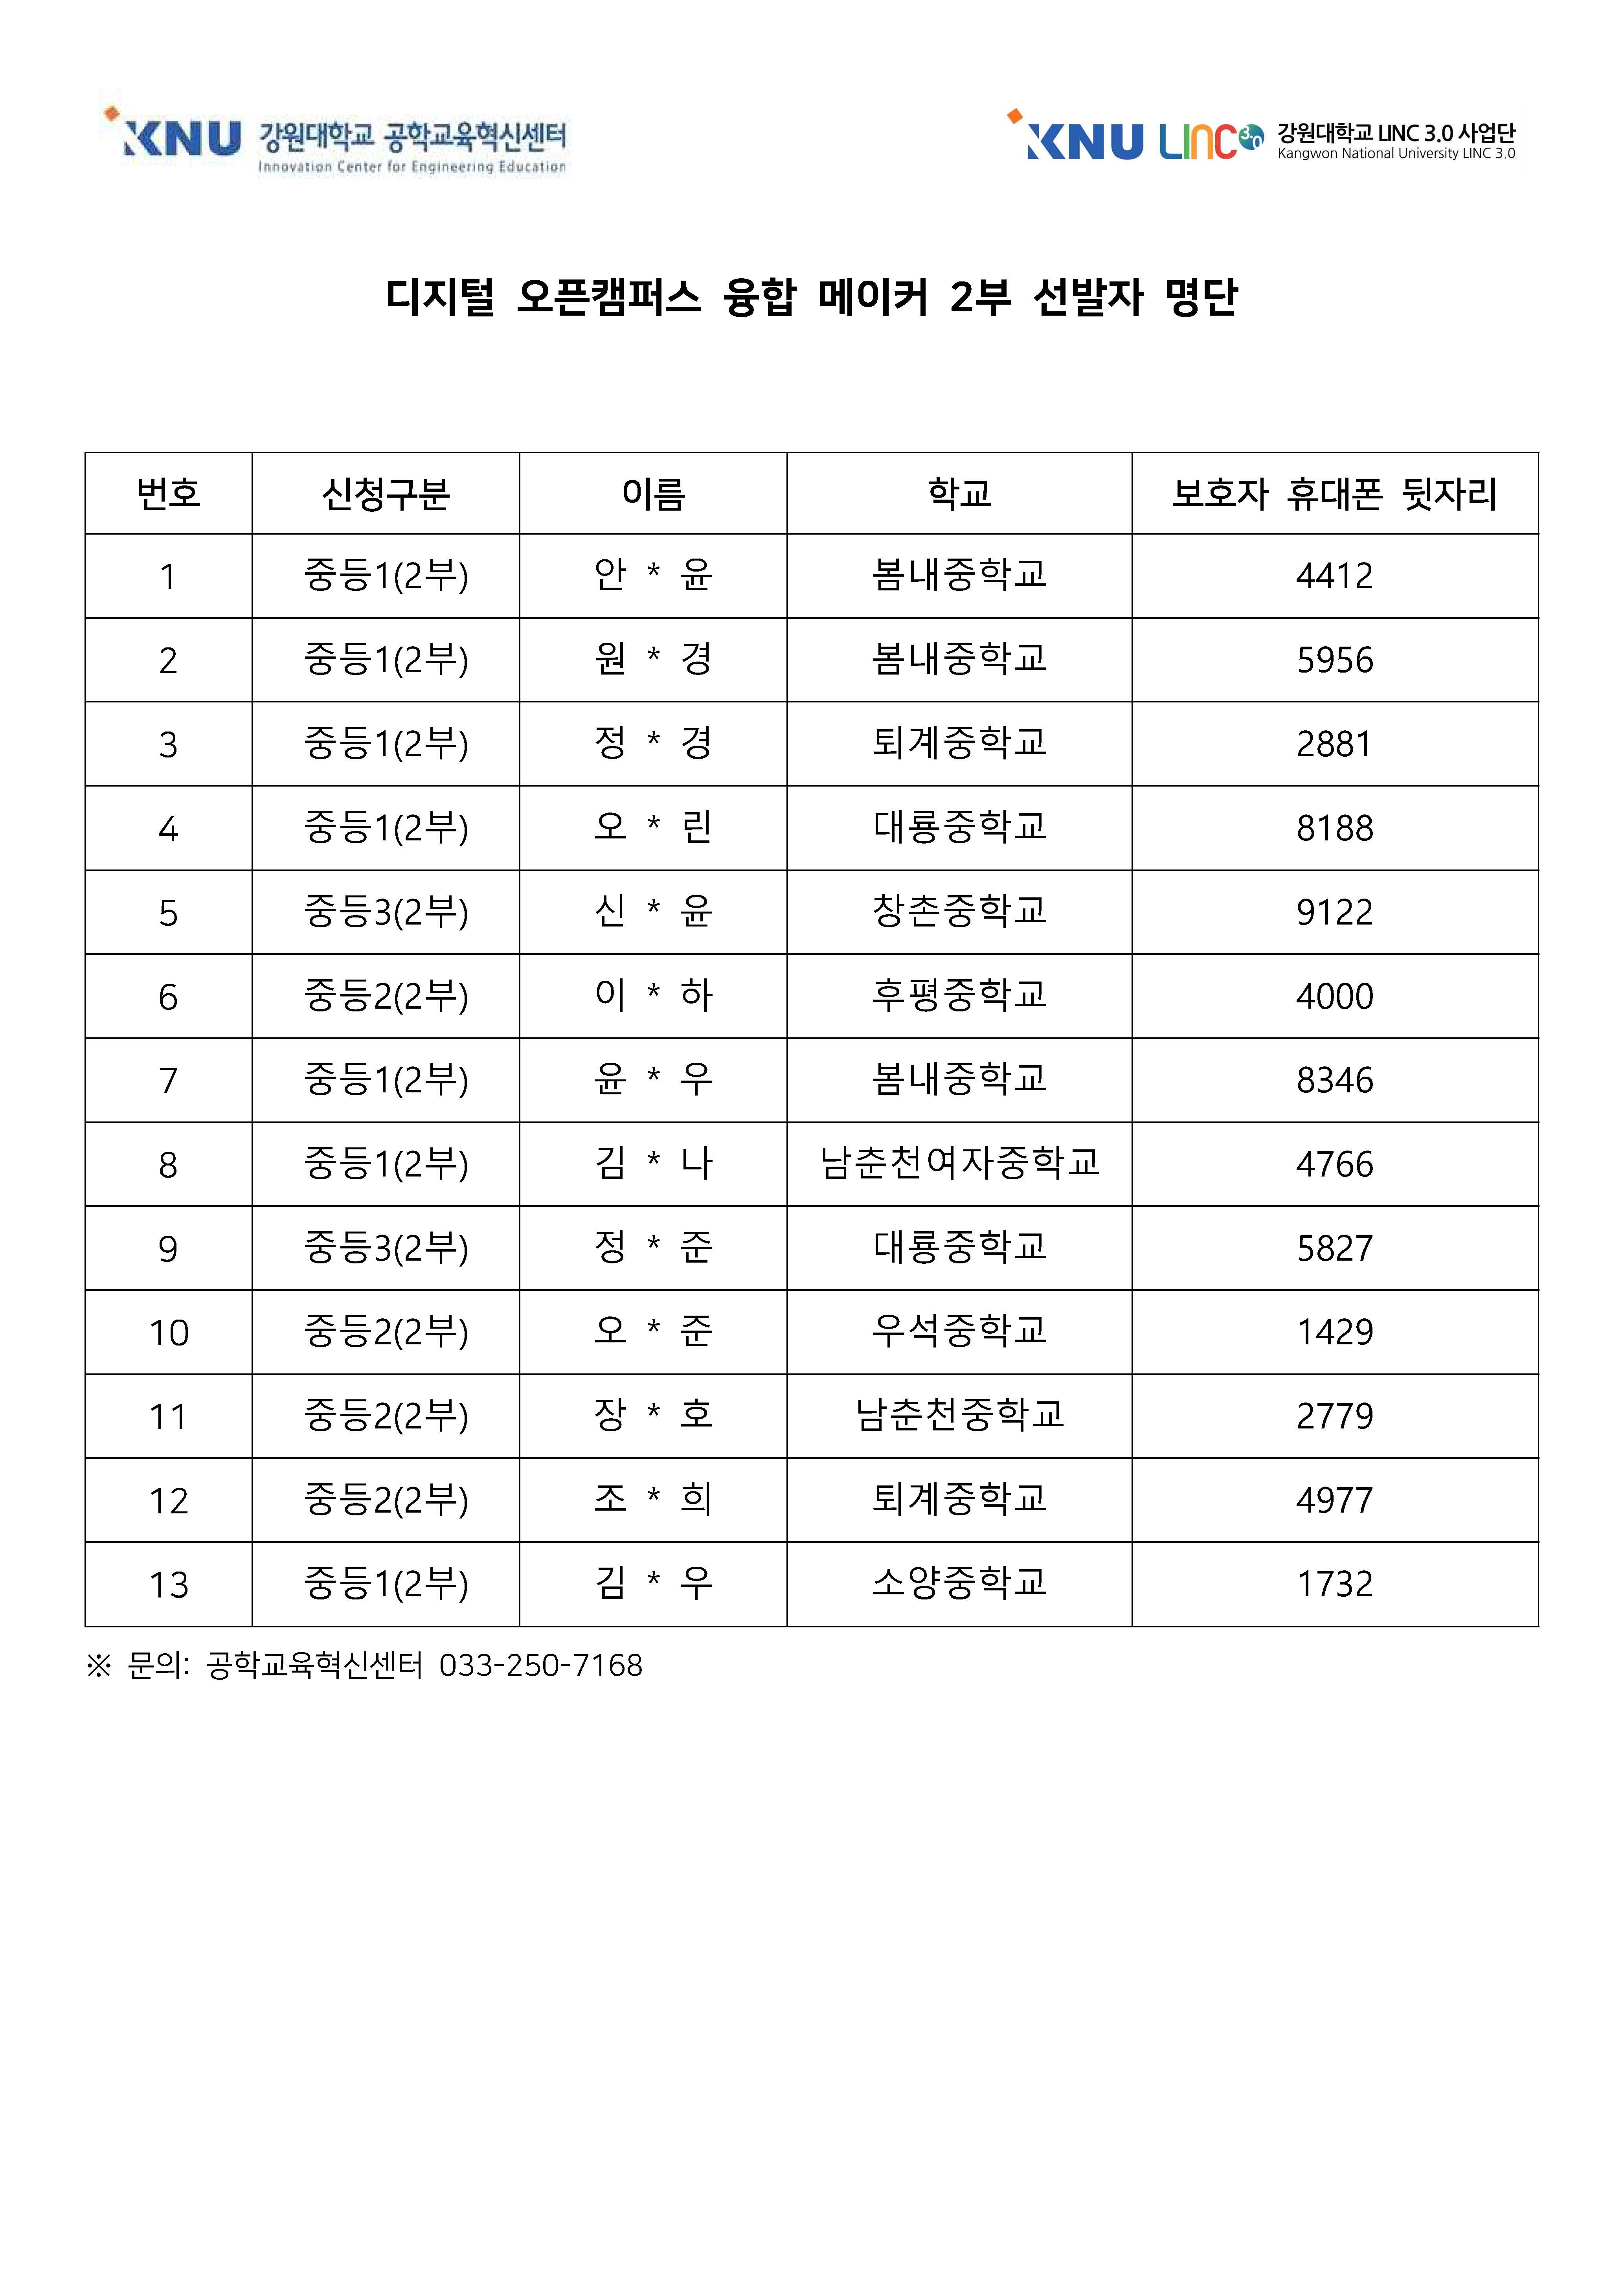 KNU 강원대학교 공학교육혁신센터
Innovation Center for Engineering Education
KNU LINC 3.0 강원대학교 LINC 3.0 사업단
Kangwon National University LINC 3.0
디지털 오픈캠퍼스 융합 메이커 2부 선발자 명단
번호 신청구분 이름 학교 보호자 휴대폰 뒷자리
1 중등1(2부) 안 * 윤 봄내중학교 4412
2 중등1(2부) 원 * 경 봄내중학교 5956
3 중등1(2부) 정 * 경 퇴계중학교 2881
4 중등1(2부) 오 * 린 대룡중학교 8188
5 중등3(2부) 신 * 윤 창촌중학교 9122
6 중등2(2부) 이 * 하 후평중학교 4000
7 중등1(2부) 윤 * 우 봄내중학교 8346
8 중등1(2부) 김 * 나 남춘천여자중학교 4766
9 중등3(2부) 정 * 준 대룡중학교 5827
10 중등2(2부) 오 * 준 우석중학교 1429
11 중등2(2부) 장 * 호 남춘천중학교 2779
12 중등2(2부) 조 * 희 퇴계중학교 4977
13 중등1(2부) 김 * 우 소양중학교 1732
※ 문의: 공학교육혁신센터 033-250-7168